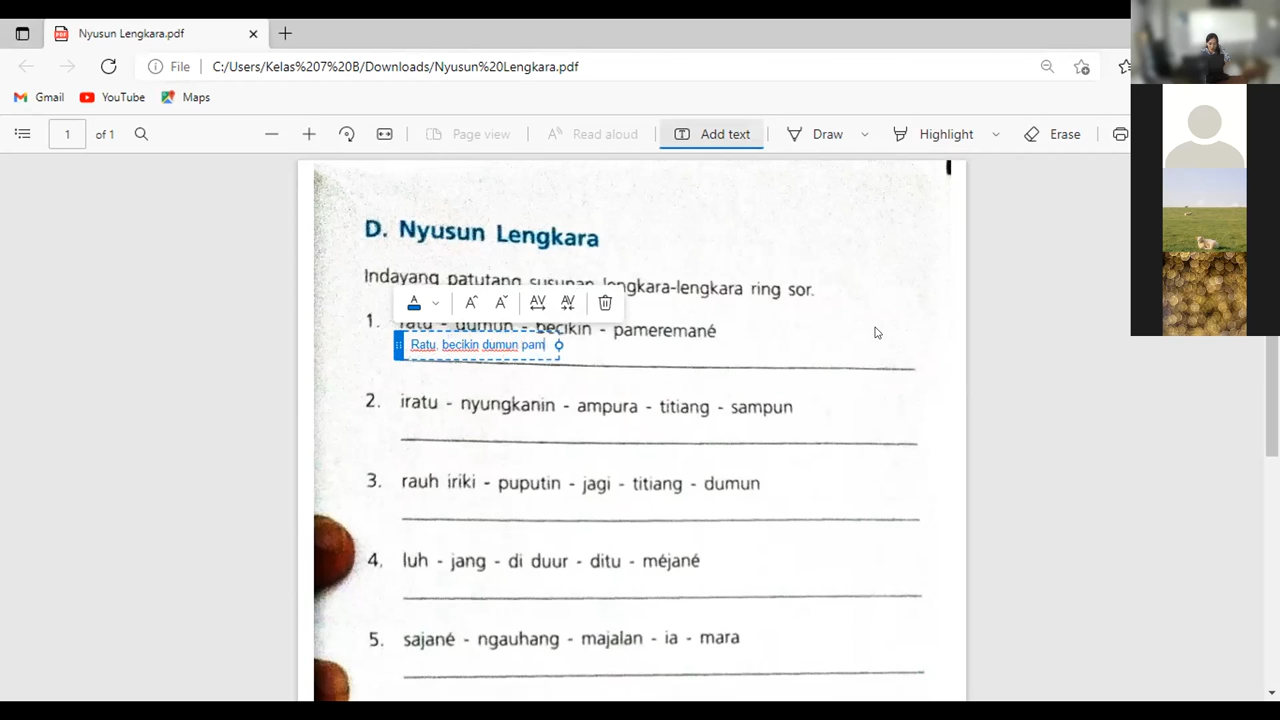 Nyusun Lengkara.pdf
File C:/Users/Kelas%207%20B/Downloads/Nyusun%20Lengkara.pdf
Gmail YouTube Maps
1 of 1 Page view Read aloud Add text Draw Highlight Erase
D. Nyusun Lengkara
Indayang patutang susunan lengkara-lengkara ring sor.
1. ratu - dumun - becikin - pameremané
Ratu, becikin dumun pam
2. iratu - nyungkanin - ampura - titiang - sampun
3. rauh iriki - puputin - jagi - titiang - dumun
4. luh - jang - di duur - ditu - méjané
5. sajané - ngauhang - majalan - ia - mara